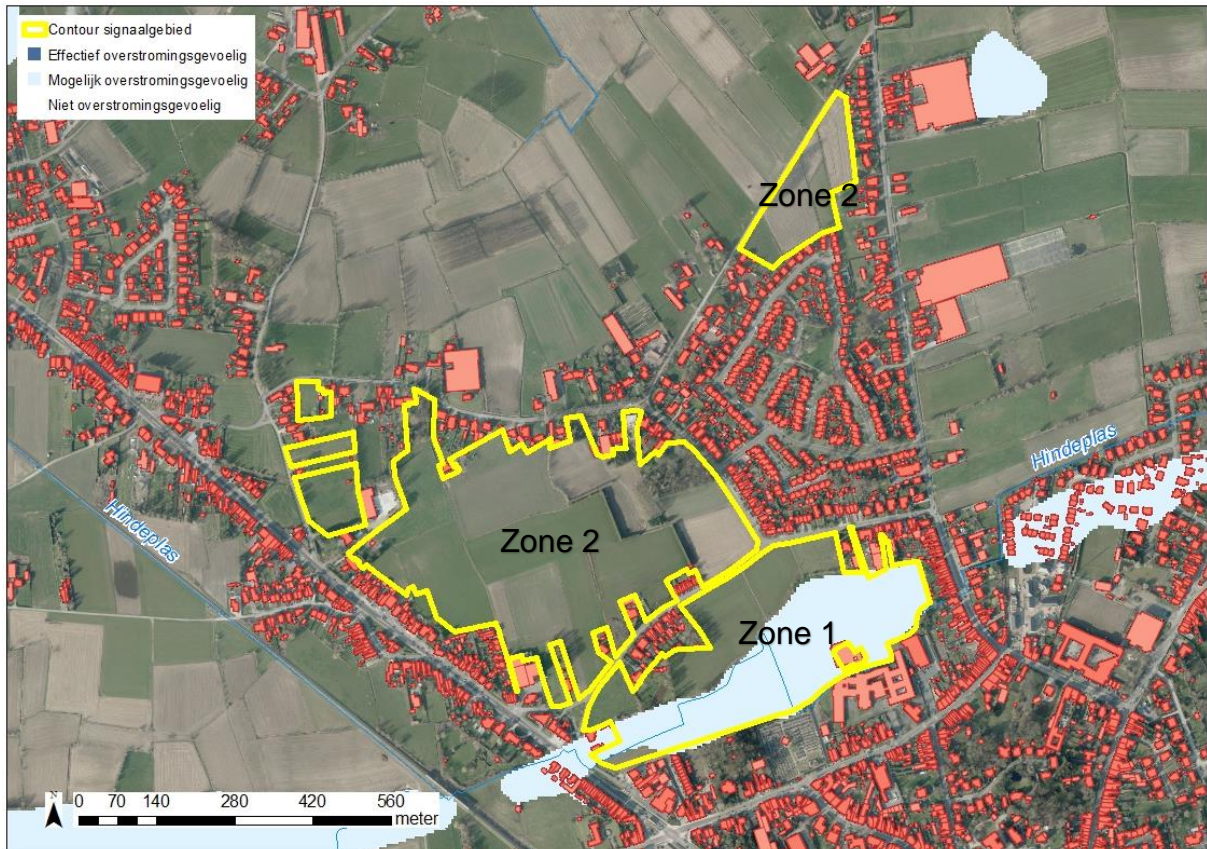 Contour signaalgebied
Effectief overstromingsgevoelig
Mogelijk overstromingsgevoelig
Niet overstromingsgevoelig
Zone 2
Hindeplas
Hindeplas
Zone 2
Zone 1
N
0 70 140 280 420 560
meter